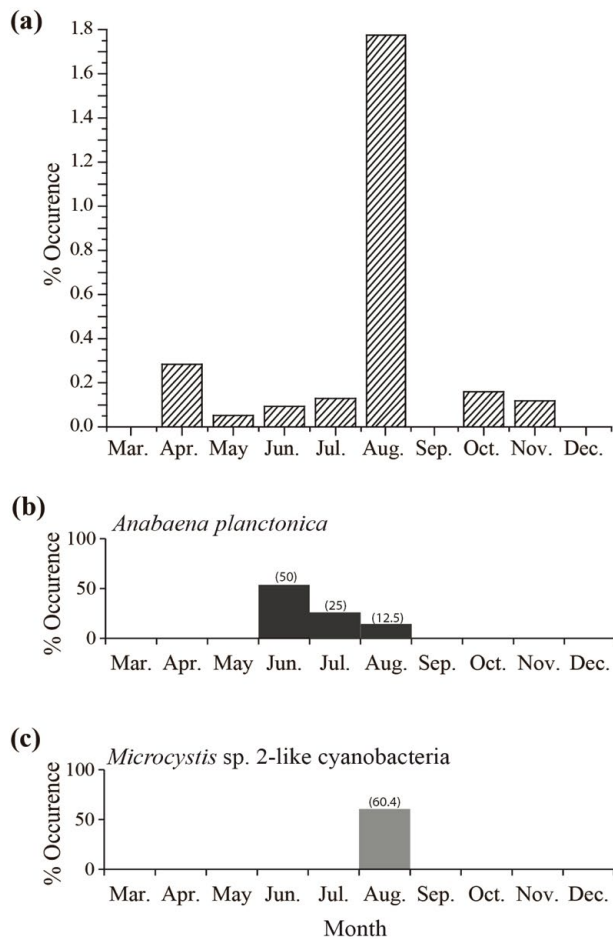 (a)
% Occurence
1.8
1.6
1.4
1.2
1.0
0.8
0.6
0.4
0.2
0.0
Mar. Apr. May Jun. Jul. Aug. Sep. Oct. Nov. Dec.
(b)
Anabaena planctonica
% Occurence
100
50
0
(50)
(25)
(12.5)
Mar. Apr. May Jun. Jul. Aug. Sep. Oct. Nov. Dec.
(c)
Microcystis sp. 2-like cyanobacteria
% Occurence
100
50
0
(60.4)
Mar. Apr. May Jun. Jul. Aug. Sep. Oct. Nov. Dec.
Month